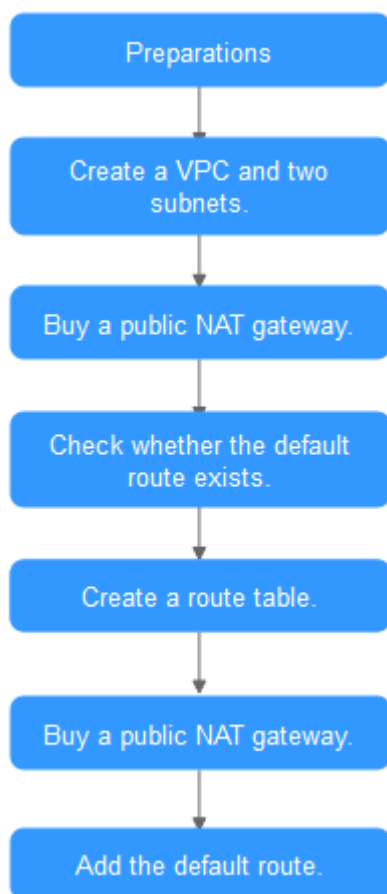 Preparations
Create a VPC and two
subnets.
Buy a public NAT gateway.
Check whether the default
route exists.
Create a route table.
Buy a public NAT gateway.
Add the default route.